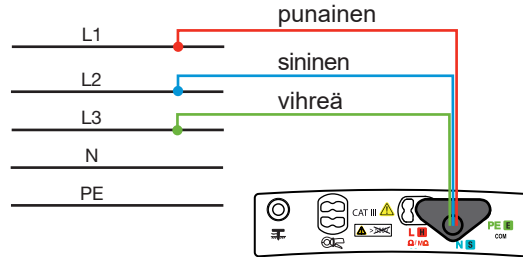 punainen
L1
sininen
L2
vihreä
L3
N
PE
CAT III
L H
Ω/MΩ
N S
PE E
COM